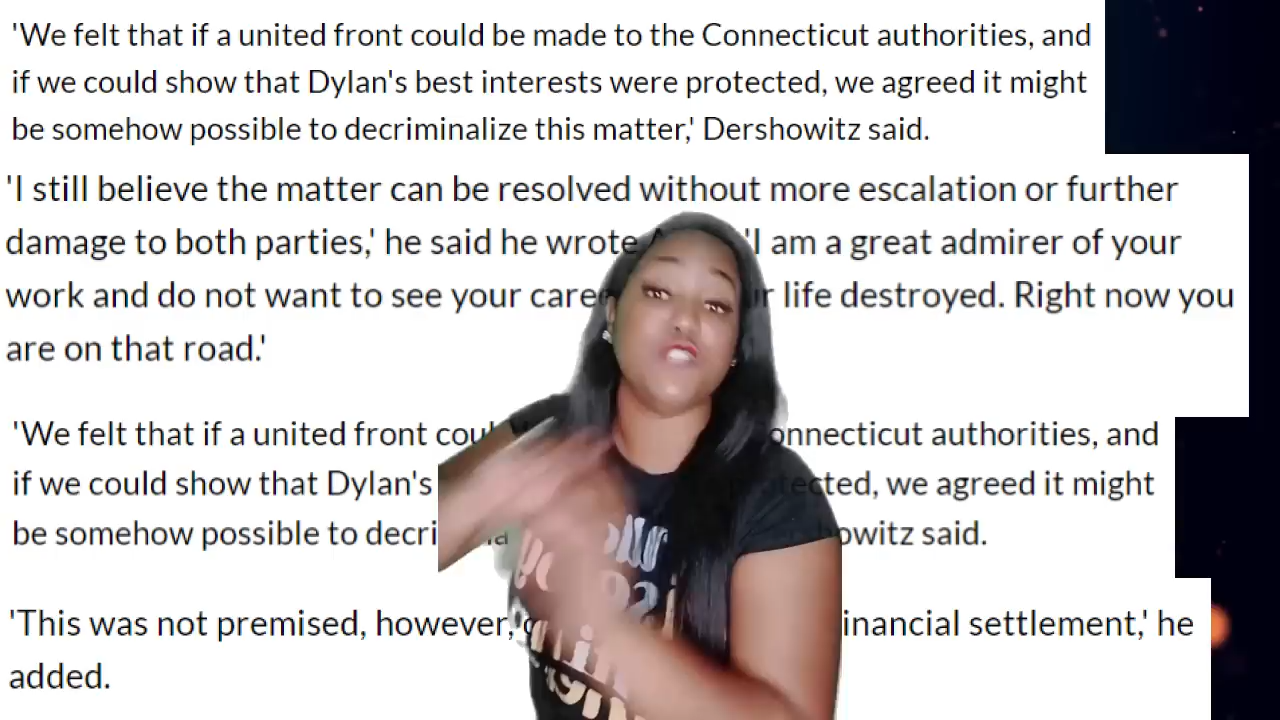 'We felt that if a united front could be made to the Connecticut authorities, and
if we could show that Dylan's best interests were protected, we agreed it might
be somehow possible to decriminalize this matter,' Dershowitz said.
'I still believe the matter can be resolved without more escalation or further
damage to both parties,' he said he wrote 'I am a great admirer of your
work and do not want to see your life destroyed. Right now you
are on that road.'
'We felt that if a united front authorities, and
if we could show that Dylan's we agreed it might
be somehow possible to said.
'This was not premised, however, settlement,' he
added.